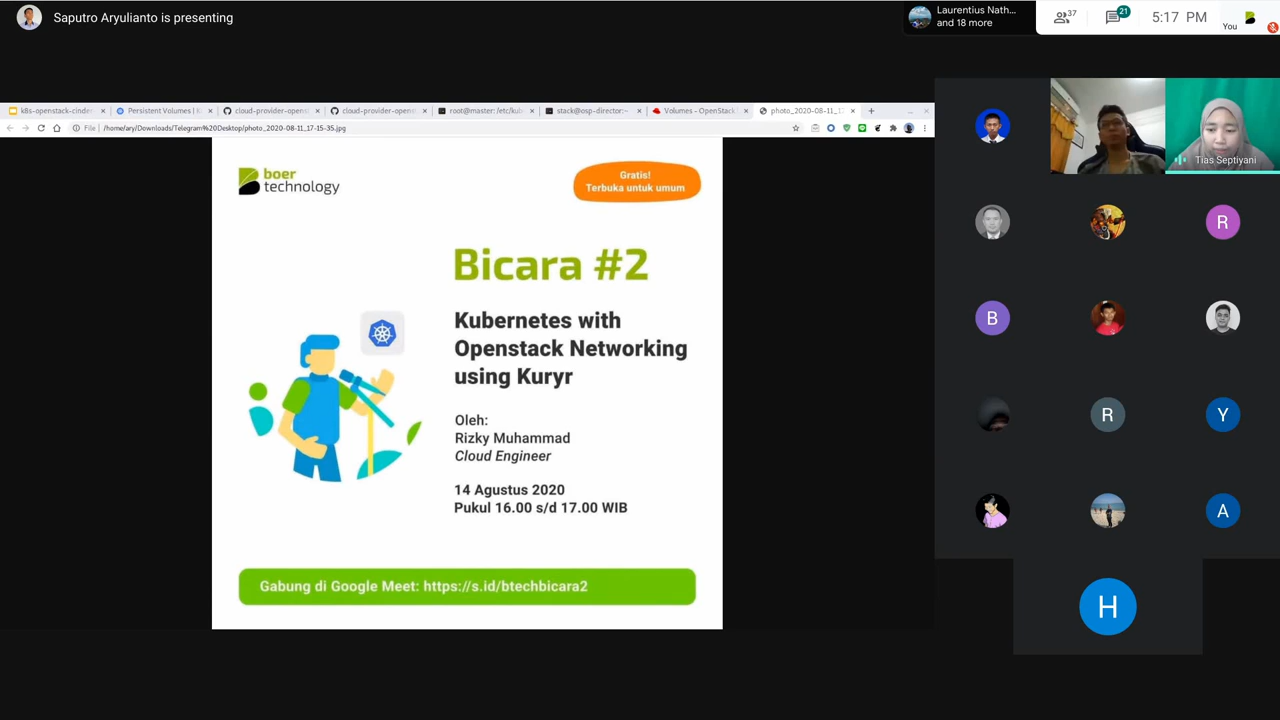 Saputro Aryulianto is presenting
Laurentius Nath...
and 18 more
37
21
5:17 PM
You
k8s-openstack-cinde
Persistent Volumes |
cloud-provider-open
cloud-provider-open
root@master: /etc/kub
stack@osp-director:~
Volumes - OpenStack
photo_2020-08-11_1
File
/home/ary/Downloads/Telegram%20Desktop/photo_2020-08-11_17-15-35.jpg
boer
technology
Gratis!
Terbuka untuk umum
Bicara #2
Kubernetes with
Openstack Networking
using Kuryr
Oleh:
Rizky Muhammad
Cloud Engineer
14 Agustus 2020
Pukul 16.00 s/d 17.00 WIB
Gabung di Google Meet: https://s.id/btechbicara2
Tias Septiyani
R
B
R
Y
A
H